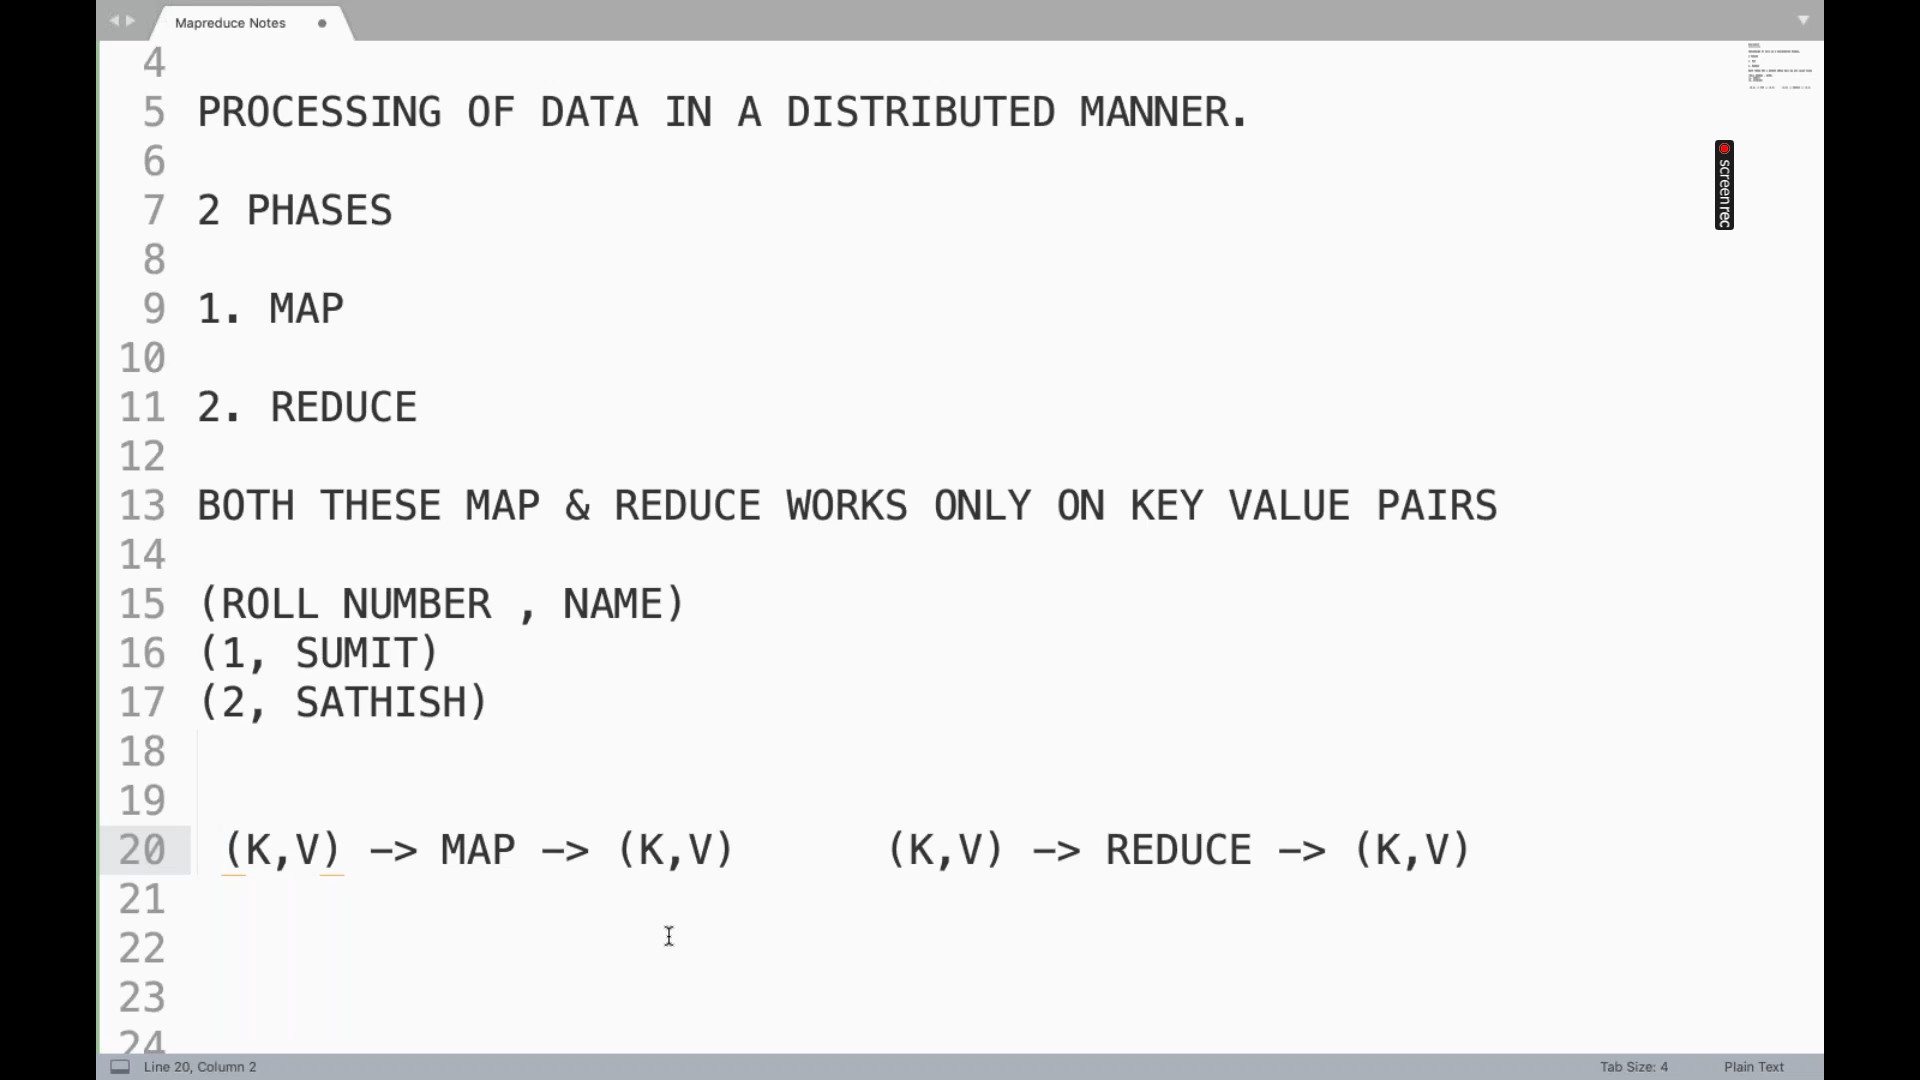 Mapreduce Notes
4
5 PROCESSING OF DATA IN A DISTRIBUTED MANNER.
6
7 2 PHASES
8
9 1. MAP
10
11 2. REDUCE
12
13 BOTH THESE MAP & REDUCE WORKS ONLY ON KEY VALUE PAIRS
14
15 (ROLL NUMBER , NAME)
16 (1, SUMIT)
17 (2, SATHISH)
18
19
20 (K,V) -> MAP -> (K,V) (K,V) -> REDUCE -> (K,V)
21
22
23
24
screenrec
Line 20, Column 2 Tab Size: 4 Plain Text